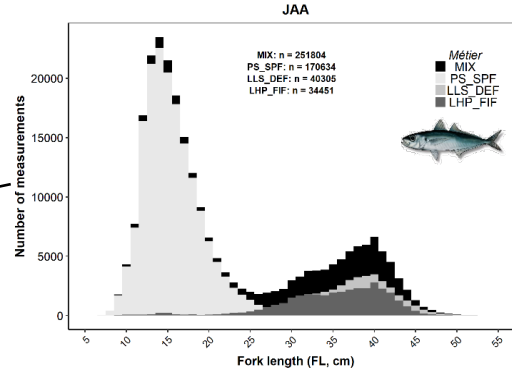 JAA
MIX: n = 251804
PS_SPF: n = 170634
LLS_DEF: n = 40305
LHP_FIF: n = 34451
Métier
MIX
PS_SPF
LLS_DEF
LHP_FIF
Number of measurements
20000
15000
10000
5000
0
5 10 15 20 25 30 35 40 45 50 55
Fork length (FL, cm)